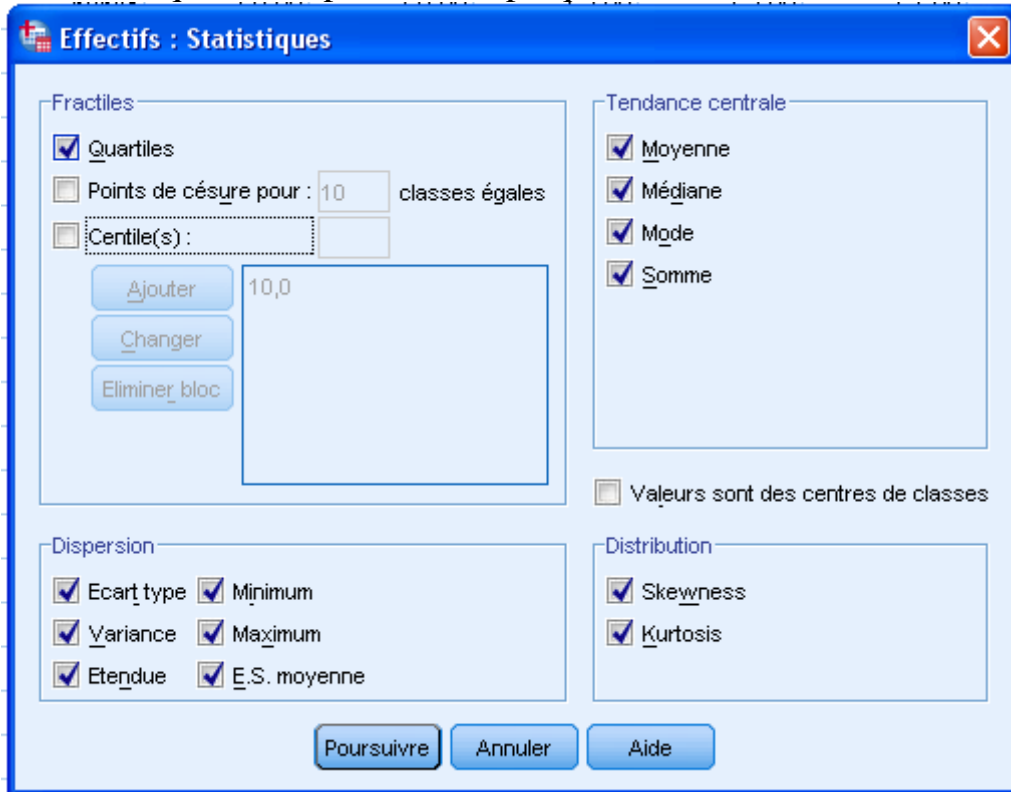 Effectifs : Statistiques
Fractiles
Quartiles
Points de césure pour : 10 classes égales
Centile(s) :
Ajouter
10,0
Changer
Eliminer bloc
Tendance centrale
Moyenne
Médiane
Mode
Somme
Valeurs sont des centres de classes
Dispersion
Ecart type Minimum
Variance Maximum
Etendue E.S. moyenne
Distribution
Skewness
Kurtosis
Poursuivre Annuler Aide